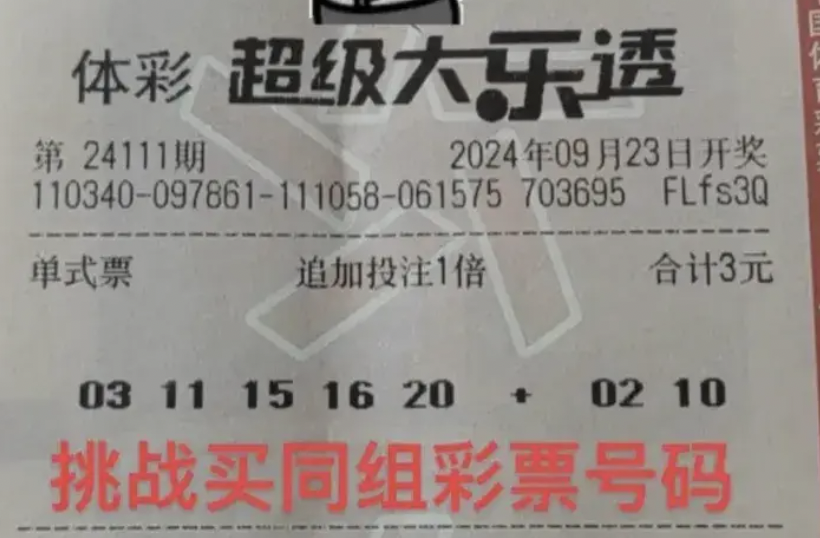 体彩 超级大乐透
第 24111期 2024年09月23日开奖
110340-097861-111058-061575 703695 FLfs3Q
单式票 追加投注1倍 合计3元
03 11 15 16 20 + 02 10
挑战买同组彩票号码